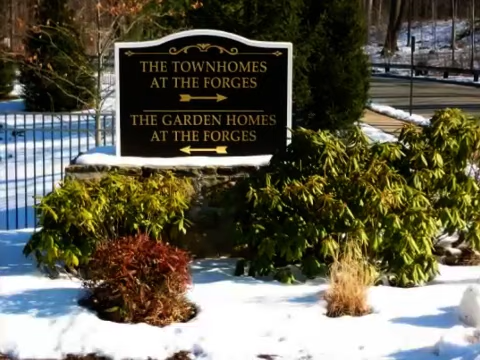 THE TOWNHOMES
AT THE FORGES
THE GARDEN HOMES
AT THE FORGES